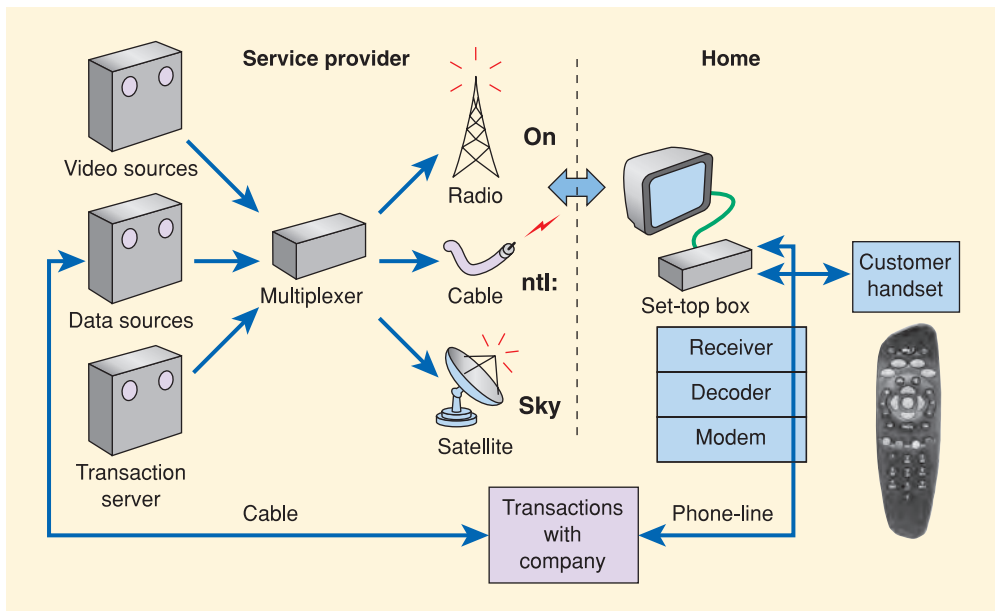 Service provider
Home
Video sources
On
Radio
Data sources
Multiplexer
Cable
ntl:
Set-top box
Customer
handset
Receiver
Decoder
Modem
Sky
Satellite
Transaction
server
Cable
Transactions
with
company
Phone-line